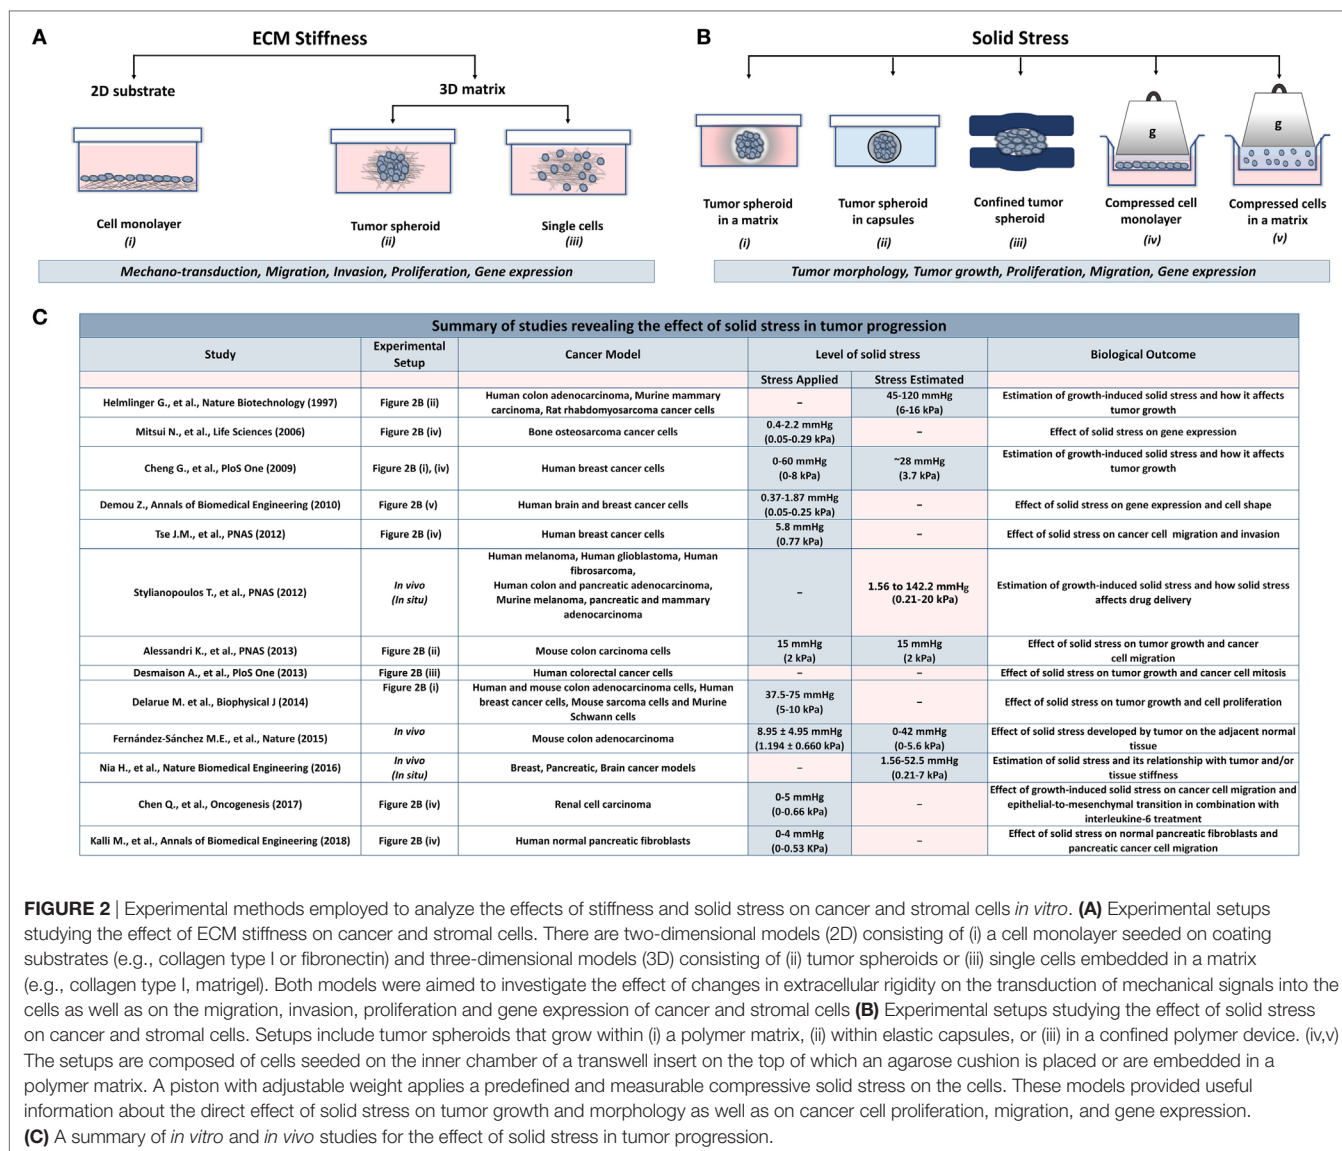 A
ECM Stiffness
2D substrate
3D matrix
Cell monolayer
(i)
Tumor spheroid
(ii)
Single cells
(iii)
Mechano-transduction, Migration, Invasion, Proliferation, Gene expression
B
Solid Stress
g
g
Tumor spheroid
in a matrix
(i)
Tumor spheroid
in capsules
(ii)
Confined tumor
spheroid
(iii)
Compressed cell
monolayer
(iv)
Compressed cells
in a matrix
(v)
Tumor morphology, Tumor growth, Proliferation, Migration, Gene expression
C
Summary of studies revealing the effect of solid stress in tumor progression
Study
Experimental
Setup
Cancer Model
Level of solid stress
Biological Outcome
Stress Applied
Stress Estimated
Helmlinger G., et al., Nature Biotechnology (1997)
Figure 2B (ii)
Human colon adenocarcinoma, Murine mammary
carcinoma, Rat rhabdomyosarcoma cancer cells
–
45-120 mmHg
(6-16 kPa)
Estimation of growth-induced solid stress and how it affects
tumor growth
Mitsui N., et al., Life Sciences (2006)
Figure 2B (iv)
Bone osteosarcoma cancer cells
0.4-2.2 mmHg
(0.05-0.29 kPa)
–
Effect of solid stress on gene expression
Cheng G., et al., PloS One (2009)
Figure 2B (i), (iv)
Human breast cancer cells
0-60 mmHg
(0-8 kPa)
~28 mmHg
(3.7 kPa)
Estimation of growth-induced solid stress and how it affects
tumor growth
Demou Z., Annals of Biomedical Engineering (2010)
Figure 2B (v)
Human brain and breast cancer cells
0.37-1.87 mmHg
(0.05-0.25 kPa)
–
Effect of solid stress on gene expression and cell shape
Tse J.M., et al., PNAS (2012)
Figure 2B (iv)
Human breast cancer cells
5.8 mmHg
(0.77 kPa)
–
Effect of solid stress on cancer cell migration and invasion
Stylianopoulos T., et al., PNAS (2012)
In vivo
(In situ)
Human melanoma, Human glioblastoma, Human
fibrosarcoma,
Human colon and pancreatic adenocarcinoma,
Murine melanoma, pancreatic and mammary
adenocarcinoma
–
1.56 to 142.2 mmHg
(0.21-20 kPa)
Estimation of growth-induced solid stress and how solid stress
affects drug delivery
Alessandri K., et al., PNAS (2013)
Figure 2B (ii)
Mouse colon carcinoma cells
15 mmHg
(2 kPa)
15 mmHg
(2 kPa)
Effect of solid stress on tumor growth and cancer
cell migration
Desmaison A., et al., PloS One (2013)
Figure 2B (iii)
Human colorectal cancer cells
–
–
Effect of solid stress on tumor growth and cancer cell mitosis
Delarue M. et al., Biophysical J (2014)
Figure 2B (i)
Human and mouse colon adenocarcinoma cells, Human
breast cancer cells, Mouse sarcoma cells and Murine
Schwann cells
37.5-75 mmHg
(5-10 kPa)
–
Effect of solid stress on tumor growth and cell proliferation
Fernández-Sánchez M.E., et al., Nature (2015)
In vivo
Mouse colon adenocarcinoma
8.95 ± 4.95 mmHg
(1.194 ± 0.660 kPa)
0-42 mmHg
(0-5.6 kPa)
Effect of solid stress developed by tumor on the adjacent normal
tissue
Nia H., et al., Nature Biomedical Engineering (2016)
In vivo
(In situ)
Breast, Pancreatic, Brain cancer models
–
1.56-52.5 mmHg
(0.21-7 kPa)
Estimation of solid stress and its relationship with tumor and/or
tissue stiffness
Chen Q., et al., Oncogenesis (2017)
Figure 2B (iv)
Renal cell carcinoma
0-5 mmHg
(0-0.66 kPa)
–
Effect of growth-induced solid stress on cancer cell migration and
epithelial-to-mesenchymal transition in combination with
interleukine-6 treatment
Kalli M., et al., Annals of Biomedical Engineering (2018)
Figure 2B (iv)
Human normal pancreatic fibroblasts
0-4 mmHg
(0-0.53 KPa)
–
Effect of solid stress on normal pancreatic fibroblasts and
pancreatic cancer cell migration
FIGURE 2 | Experimental methods employed to analyze the effects of stiffness and solid stress on cancer and stromal cells in vitro. (A) Experimental setups
studying the effect of ECM stiffness on cancer and stromal cells. There are two-dimensional models (2D) consisting of (i) a cell monolayer seeded on coating
substrates (e.g., collagen type I or fibronectin) and three-dimensional models (3D) consisting of (ii) tumor spheroids or (iii) single cells embedded in a matrix
(e.g., collagen type I, matrigel). Both models were aimed to investigate the effect of changes in extracellular rigidity on the transduction of mechanical signals into the
cells as well as on the migration, invasion, proliferation and gene expression of cancer and stromal cells (B) Experimental setups studying the effect of solid stress
on cancer and stromal cells. Setups include tumor spheroids that grow within (i) a polymer matrix, (ii) within elastic capsules, or (iii) in a confined polymer device. (iv,v)
The setups are composed of cells seeded on the inner chamber of a transwell insert on the top of which an agarose cushion is placed or are embedded in a
polymer matrix. A piston with adjustable weight applies a predefined and measurable compressive solid stress on the cells. These models provided useful
information about the direct effect of solid stress on tumor growth and morphology as well as on cancer cell proliferation, migration, and gene expression.
(C) A summary of in vitro and in vivo studies for the effect of solid stress in tumor progression.